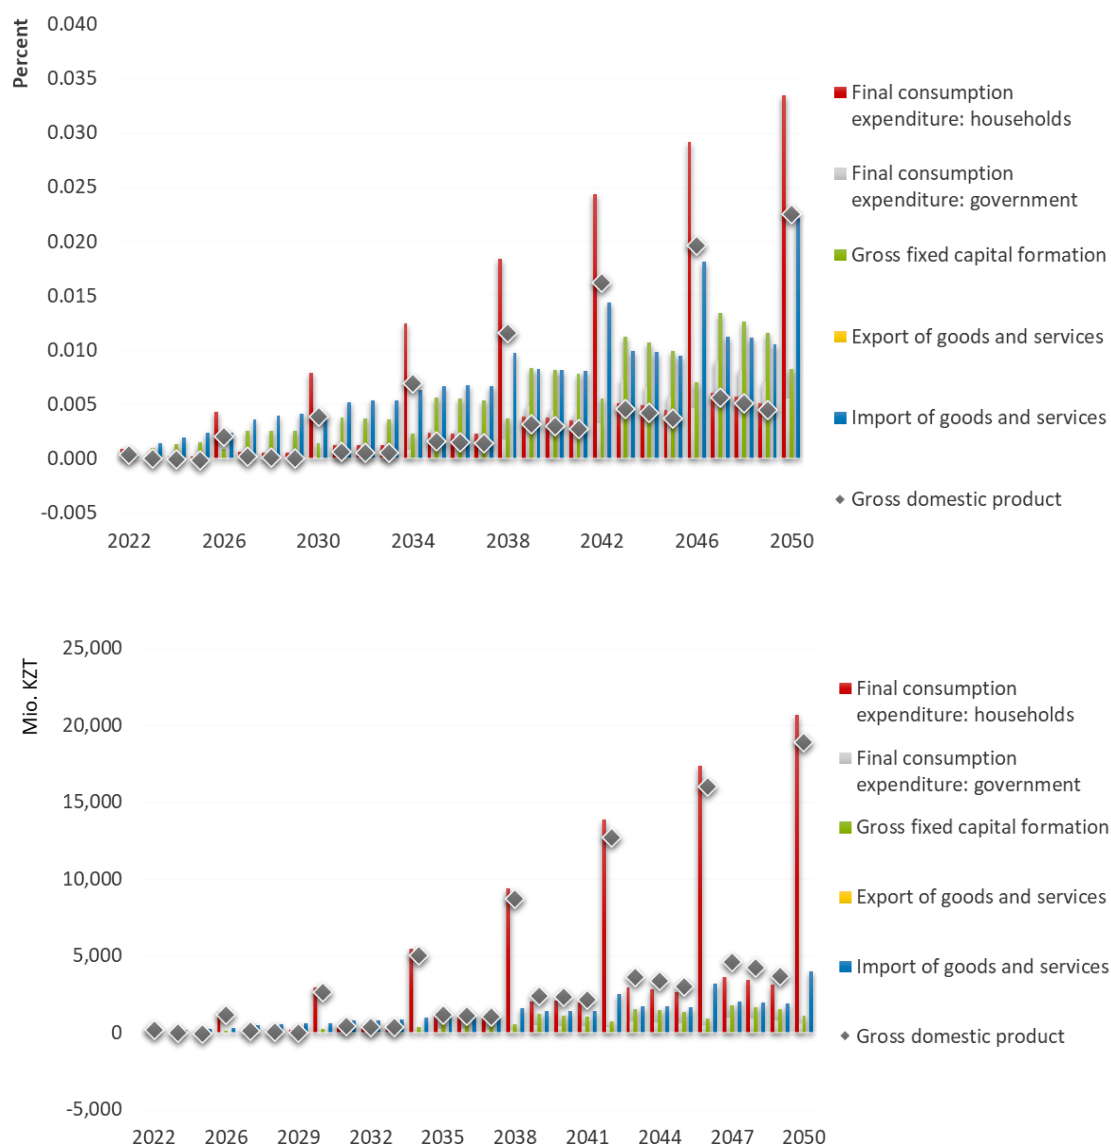 Percent
0.040
0.035
0.030
0.025
0.020
0.015
0.010
0.005
0.000
-0.005
2022 2026 2030 2034 2038 2042 2046 2050
Final consumption
expenditure: households
Final consumption
expenditure: government
Gross fixed capital formation
Export of goods and services
Import of goods and services
Gross domestic product
Mio. KZT
25,000
20,000
15,000
10,000
5,000
0
-5,000
2022 2026 2029 2032 2035 2038 2041 2044 2047 2050
Final consumption
expenditure: households
Final consumption
expenditure: government
Gross fixed capital formation
Export of goods and services
Import of goods and services
Gross domestic product